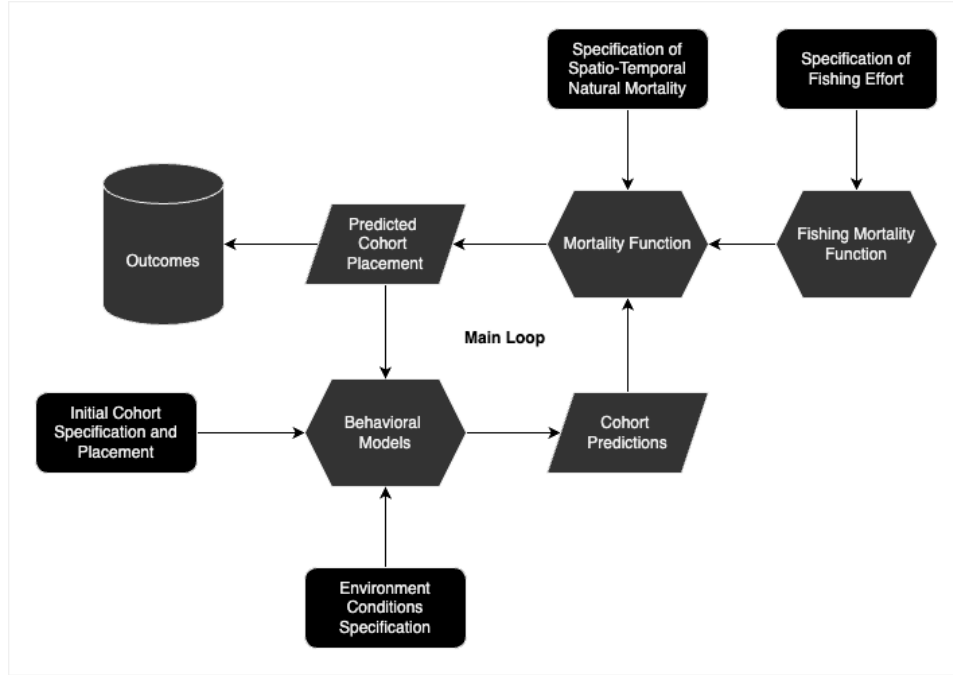 Specification of
Spatio-Temporal
Natural Mortality
Specification of
Fishing Effort
Outcomes
Predicted
Cohort
Placement
Mortality Function
Fishing Mortality
Function
Main Loop
Initial Cohort
Specification and
Placement
Behavioral
Models
Cohort
Predictions
Environment
Conditions
Specification